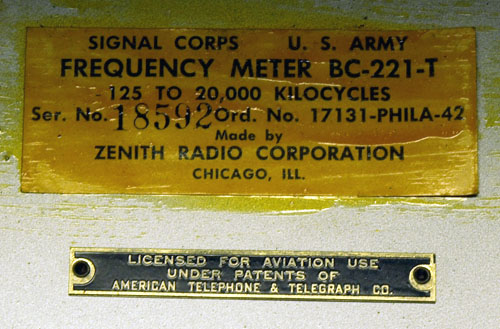 SIGNAL CORPS U. S. ARMY
FREQUENCY METER BC-221-T
125 TO 20,000 KILOCYCLES
Ser. No. 18592 Ord. No. 17131-PHILA-42
Made by
ZENITH RADIO CORPORATION
CHICAGO, ILL.
LICENSED FOR AVIATION USE
UNDER PATENTS OF
AMERICAN TELEPHONE & TELEGRAPH CO.